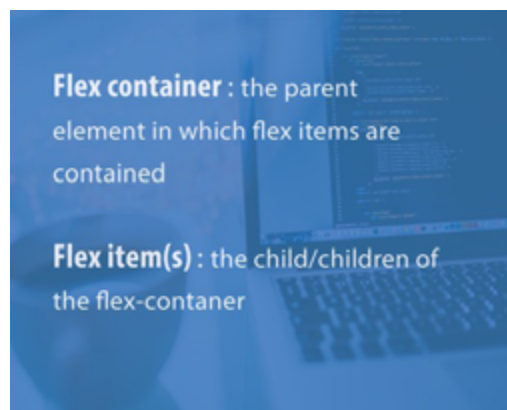 Flex container : the parent
element in which flex items are
contained
Flex item(s) : the child/children of
the flex-contaner